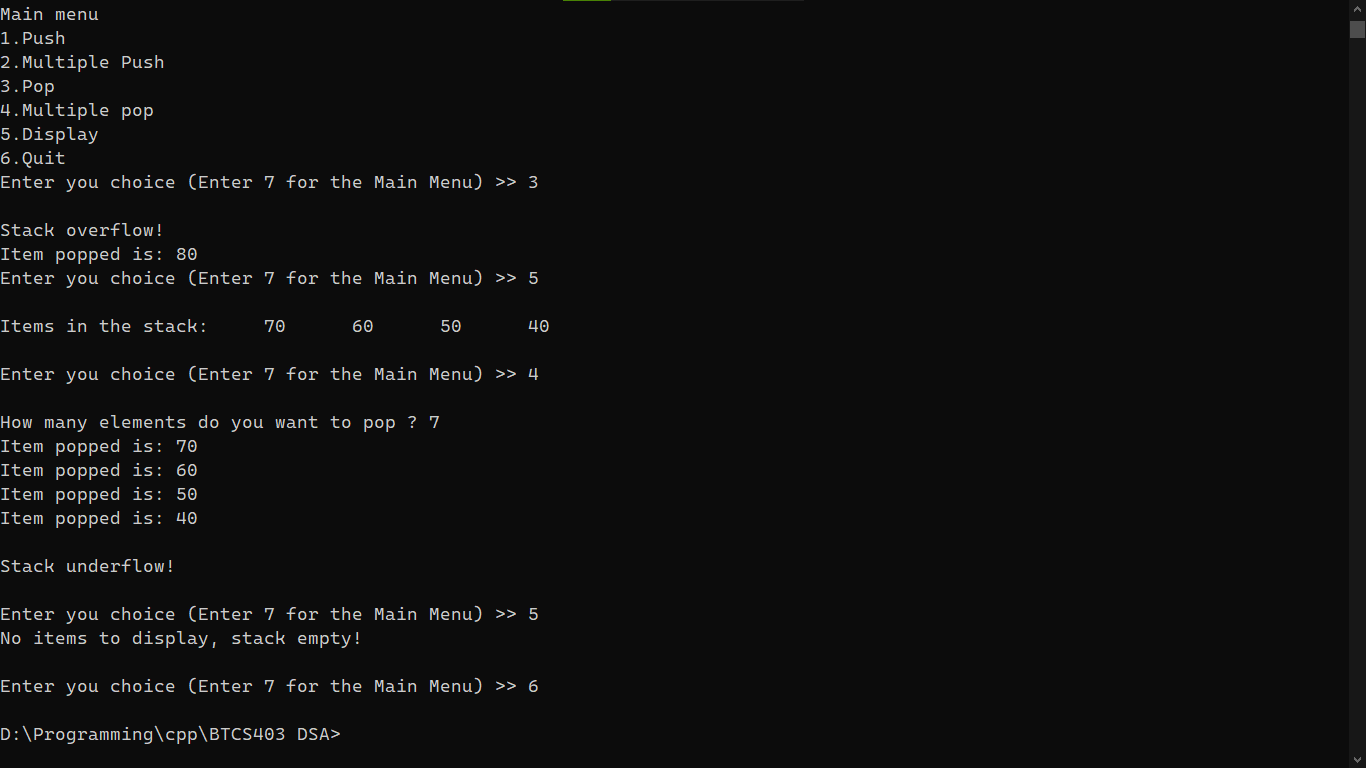 Main menu
1.Push
2.Multiple Push
3.Pop
4.Multiple pop
5.Display
6.Quit
Enter you choice (Enter 7 for the Main Menu) >> 3
Stack overflow!
Item popped is: 80
Enter you choice (Enter 7 for the Main Menu) >> 5
Items in the stack:     70      60      50      40
Enter you choice (Enter 7 for the Main Menu) >> 4
How many elements do you want to pop ? 7
Item popped is: 70
Item popped is: 60
Item popped is: 50
Item popped is: 40
Stack underflow!
Enter you choice (Enter 7 for the Main Menu) >> 5
No items to display, stack empty!
Enter you choice (Enter 7 for the Main Menu) >> 6
D:\Programming\cpp\BTCS403 DSA>